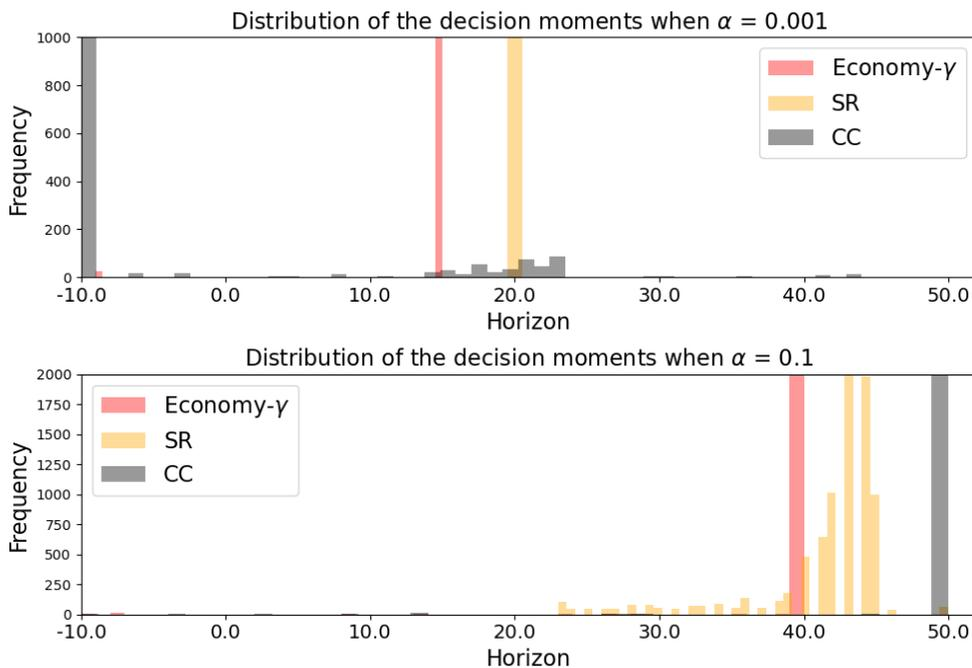 Distribution of the decision moments when α = 0.001
1000
800
600
400
200
0
Frequency
Economy-γ
SR
CC
-10.0 0.0 10.0 20.0 30.0 40.0 50.0
Horizon
Distribution of the decision moments when α = 0.1
2000
1750
1500
1250
1000
750
500
250
0
Frequency
Economy-γ
SR
CC
-10.0 0.0 10.0 20.0 30.0 40.0 50.0
Horizon